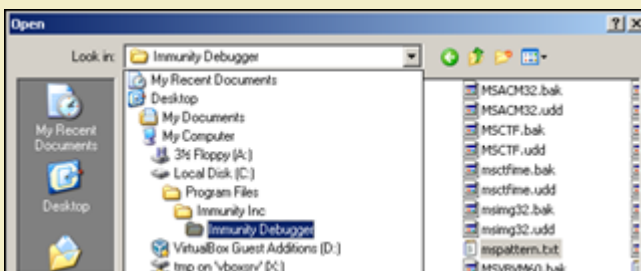 Open
Look in: Immunity Debugger
My Recent Documents
Desktop
My Documents
My Computer
3½ Floppy (A:)
Local Disk (C:)
Program Files
Immunity Inc
Immunity Debugger
VirtualBox Guest Additions (D:)
tmp on 'vboxsrv' (X:)
My Recent
Documents
Desktop
MSACM32.bak
MSACM32.udd
MSCTF.bak
MSCTF.udd
msctfime.bak
msctfime.udd
msimg32.bak
msimg32.udd
mspattern.txt
MSVBVM60.bak